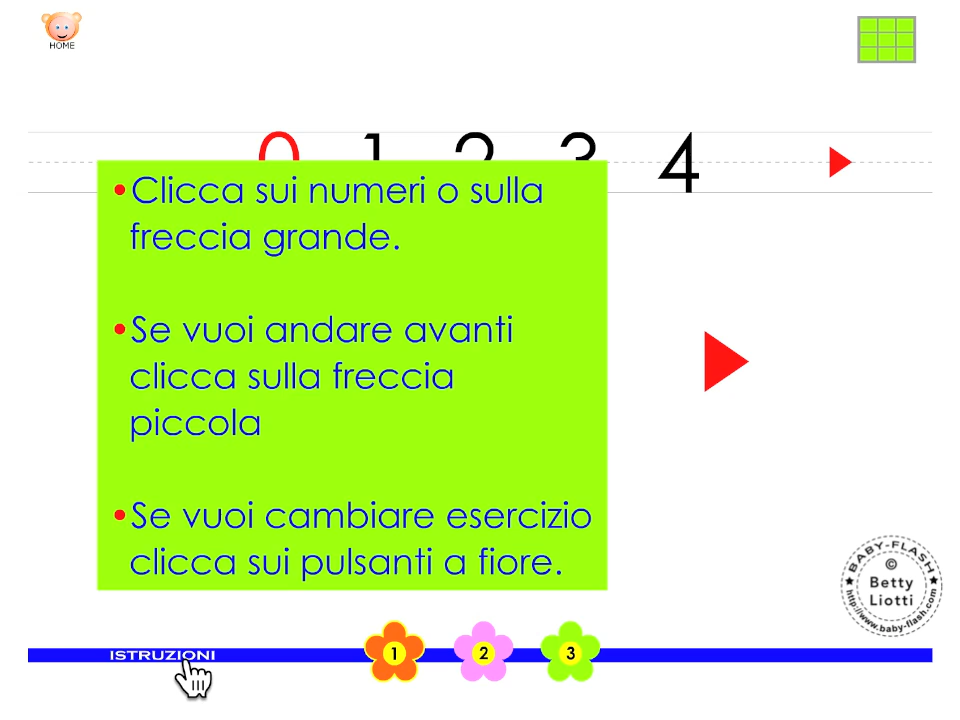 HOME
0 1 2 3 4
•Clicca sui numeri o sulla
freccia grande.
•Se vuoi andare avanti
clicca sulla freccia
piccola
•Se vuoi cambiare esercizio
clicca sui pulsanti a fiore.
BABY-FLASH
©
Betty
Liotti
http://www.baby-flash.com
ISTRUZIONI
1 2 3